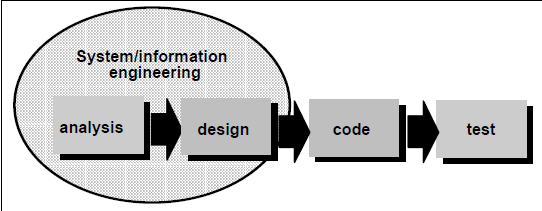 System/information
engineering
analysis
design
code
test